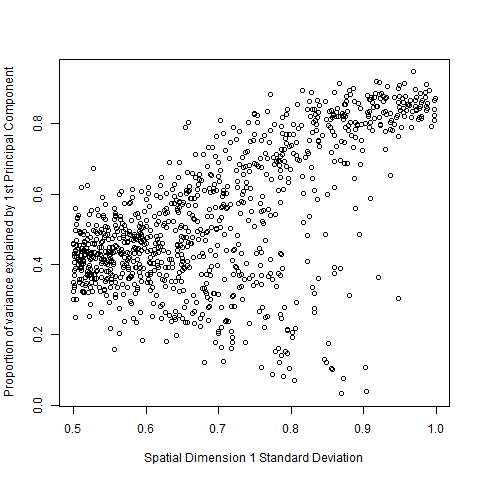 Proportion of variance explained by 1st Principal Component
0.8
0.6
0.4
0.2
0.0
0.5 0.6 0.7 0.8 0.9 1.0
Spatial Dimension 1 Standard Deviation